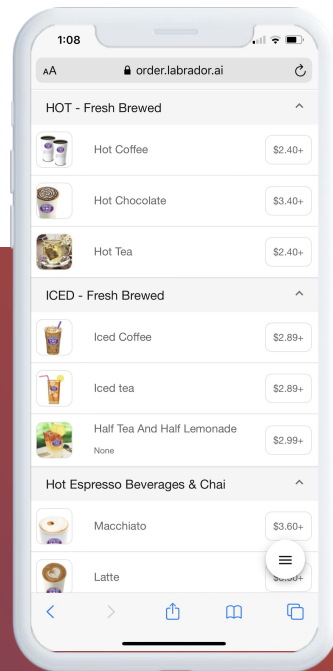 1:08
AA
order.labrador.ai
HOT - Fresh Brewed
Hot Coffee
$2.40+
Hot Chocolate
$3.40+
Hot Tea
$2.40+
ICED - Fresh Brewed
Iced Coffee
$2.89+
Iced tea
$2.89+
Half Tea And Half Lemonade
None
$2.99+
Hot Espresso Beverages & Chai
Macchiato
$3.60+
Latte